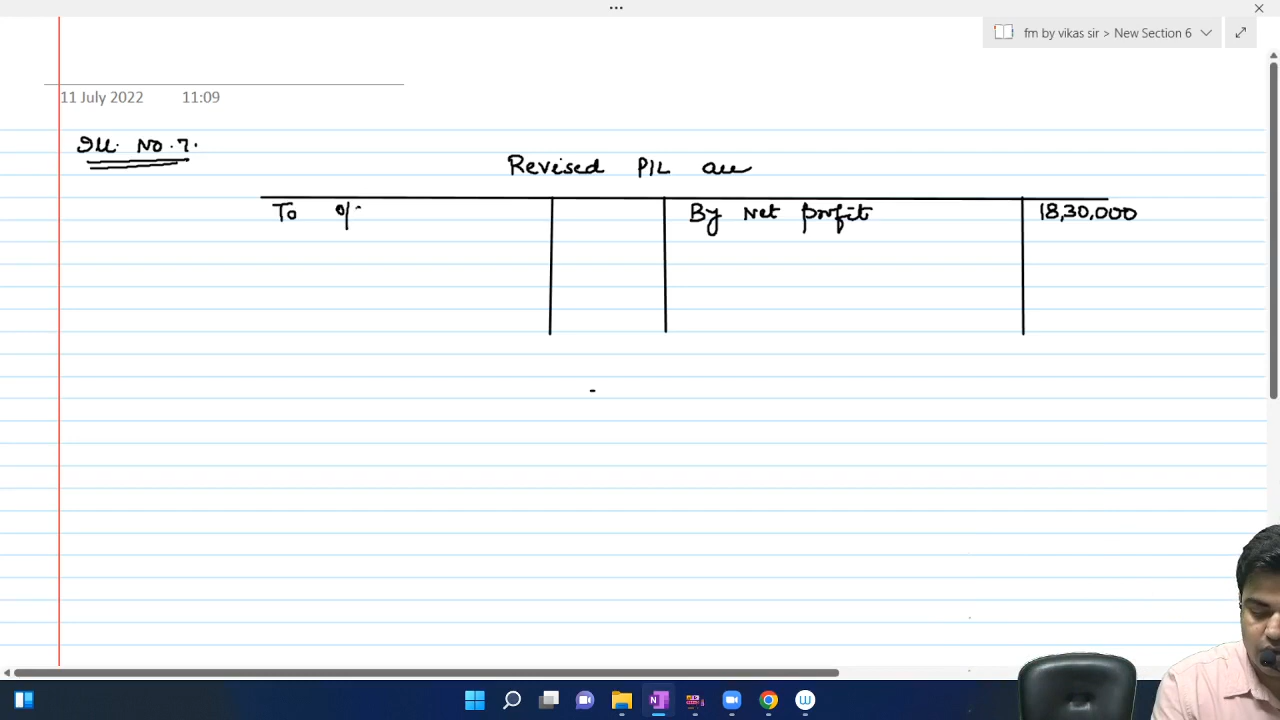 fm by vikas sir > New Section 6
11 July 2022 11:09
Ill. No.7.
Revised P/L acc
To By Net profit 18,30,000